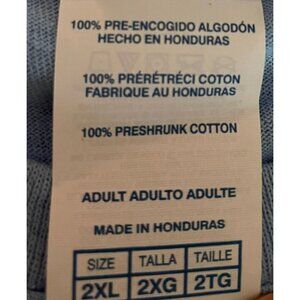 100% PRE-ENCOGIDO ALGODÓN
HECHO EN HONDURAS
100% PRÉRÉTRÉCI COTON
FABRIQUE AU HONDURAS
100% PRESHRUNK COTTON
ADULT ADULTO ADULTE
MADE IN HONDURAS
SIZE TALLA TAILLE
2XL 2XG 2TG